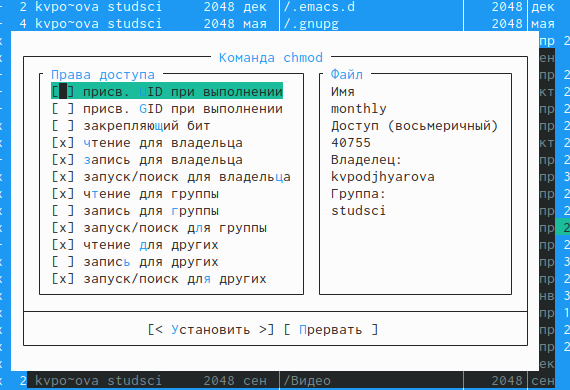 2 kvpo~ova studsci 2048 дек /.emacs.d 2048 дек
4 kvpo~ova studsci 2048 мая /.gnupg 2048 мая
Команда chmod
Права доступа
[ ] присв. UID при выполнении
[ ] присв. GID при выполнении
[ ] закрепляющий бит
[x] чтение для владельца
[x] запись для владельца
[x] запуск/поиск для владельца
[x] чтение для группы
[ ] запись для группы
[x] запуск/поиск для группы
[x] чтение для других
[ ] запись для других
[x] запуск/поиск для других
Файл
Имя
monthly
Доступ (восьмеричный)
40755
Владелец:
kvpodjhyarova
Группа:
studsci
[< Установить >] [ Прервать ]
2 kvpo~ova studsci 2048 сен /Видео 2048 сен